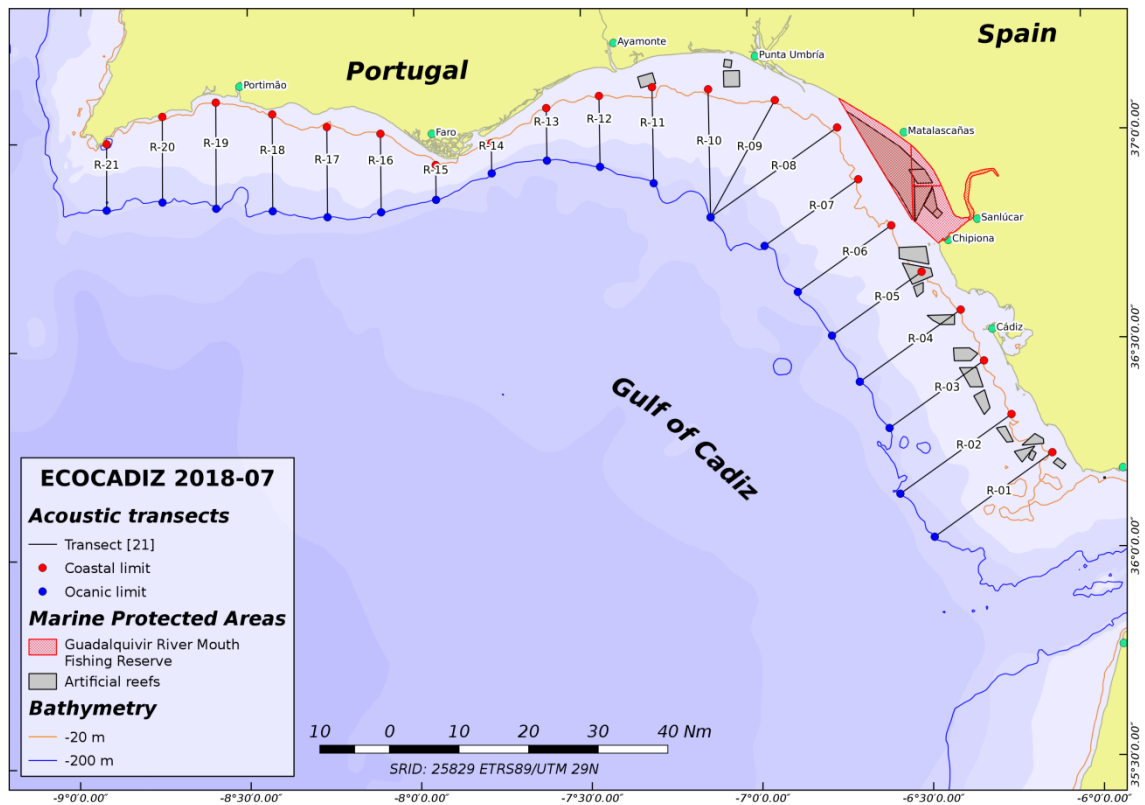 Spain
Portugal
Ayamonte
Punta Umbría
Portimão
Faro
Matalascañas
Sanlúcar
Chipiona
Cádiz
R-21
R-20
R-19
R-18
R-17
R-16
R-15
R-14
R-13
R-12
R-11
R-10
R-09
R-08
R-07
R-06
R-05
R-04
R-03
R-02
R-01
Gulf of Cadiz
ECOCADIZ 2018-07
Acoustic transects
Transect [21]
Coastal limit
Ocanic limit
Marine Protected Areas
Guadalquivir River Mouth
Fishing Reserve
Artificial reefs
Bathymetry
-20 m
-200 m
10 0 10 20 30 40 Nm
SRID: 25829 ETRS89/UTM 29N
37°0'0.00"
36°30'0.00"
36°0'0.00"
35°30'0.00"
-9°0'0.00"
-8°30'0.00"
-8°0'0.00"
-7°30'0.00"
-7°0'0.00"
-6°30'0.00"
-6°0'0.00"